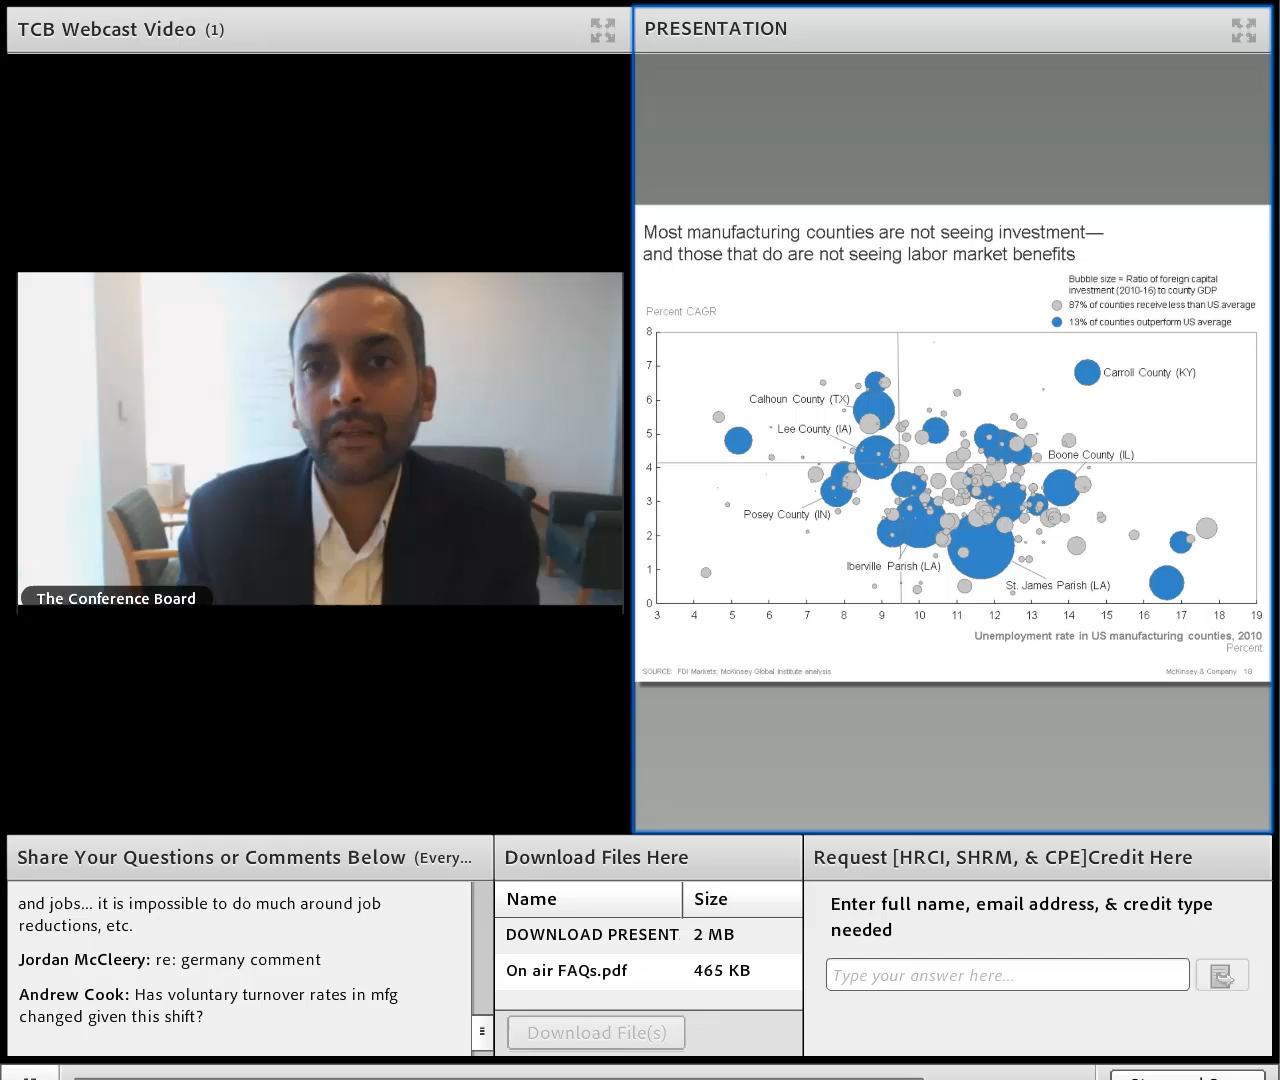 TCB Webcast Video (1)
The Conference Board
PRESENTATION
Most manufacturing counties are not seeing investment—
and those that do are not seeing labor market benefits
Bubble size = Ratio of foreign capital
investment (2010-16) to county GDP
87% of counties receive less than US average
13% of counties outperform US average
Percent CAGR
8
7
6
5
4
3
2
1
0
Carroll County (KY)
Calhoun County (TX)
Lee County (IA)
Boone County (IL)
Posey County (IN)
Iberville Parish (LA)
St. James Parish (LA)
3 4 5 6 7 8 9 10 11 12 13 14 15 16 17 18 19
Unemployment rate in US manufacturing counties, 2010
Percent
SOURCE: FDI Markets; McKinsey Global Institute analysis
McKinsey & Company 18
Share Your Questions or Comments Below (Every...
and jobs... it is impossible to do much around job
reductions, etc.
Jordan McCleery: re: germany comment
Andrew Cook: Has voluntary turnover rates in mfg
changed given this shift?
Download Files Here
Name Size
DOWNLOAD PRESENT 2 MB
On air FAQs.pdf 465 KB
Download File(s)
Request [HRCI, SHRM, & CPE]Credit Here
Enter full name, email address, & credit type
needed
Type your answer here...